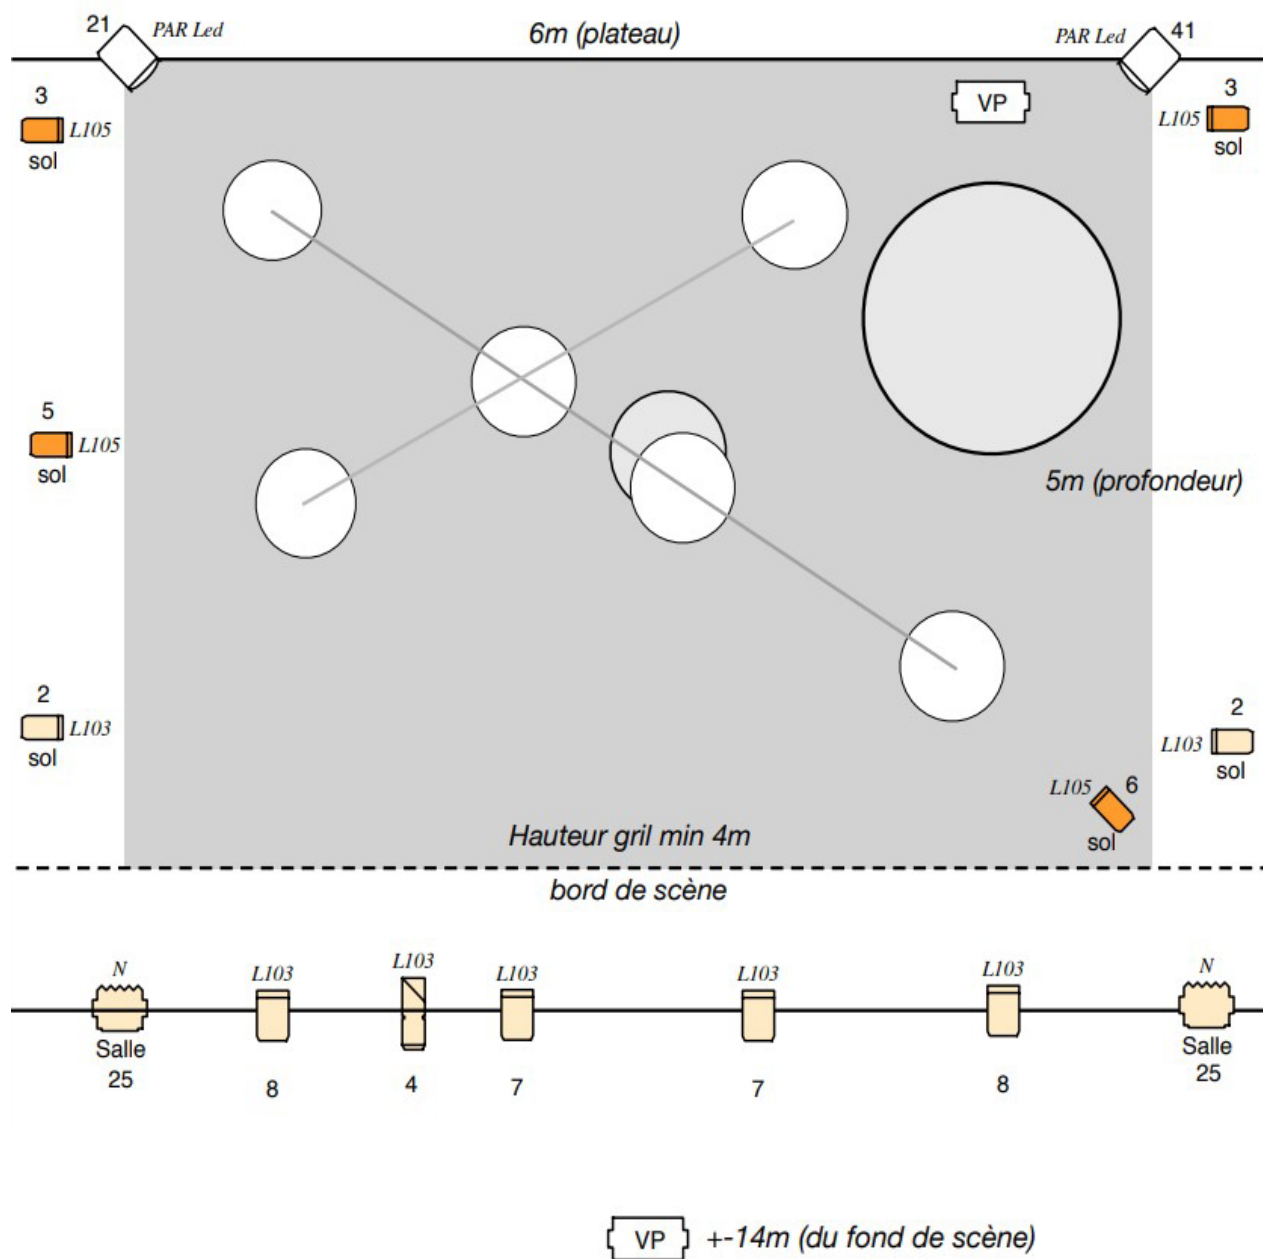 21 PAR Led 6m (plateau) PAR Led 41
3 3
L105 VP L105
sol sol
5
L105 5m (profondeur)
sol
2 2
L103 L103
sol sol
L105 6
sol
Hauteur gril min 4m
bord de scène
N L103 L103 L103 L103 L103 N
Salle Salle
25 8 4 7 7 8 25
VP +-14m (du fond de scène)